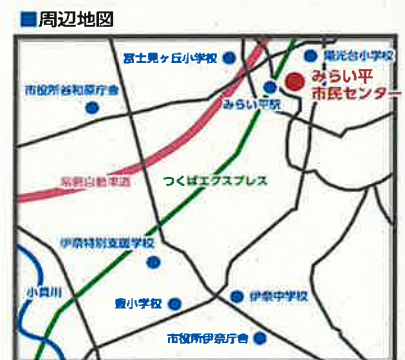 ■周辺地図
富士見ヶ丘小学校
陽光台小学校
みらい平
市民センター
市役所谷和原庁舎
みらい平駅
常磐自動車道
つくばエクスプレス
伊奈特別支援学校
小貝川
豊小学校
伊奈中学校
市役所伊奈庁舎